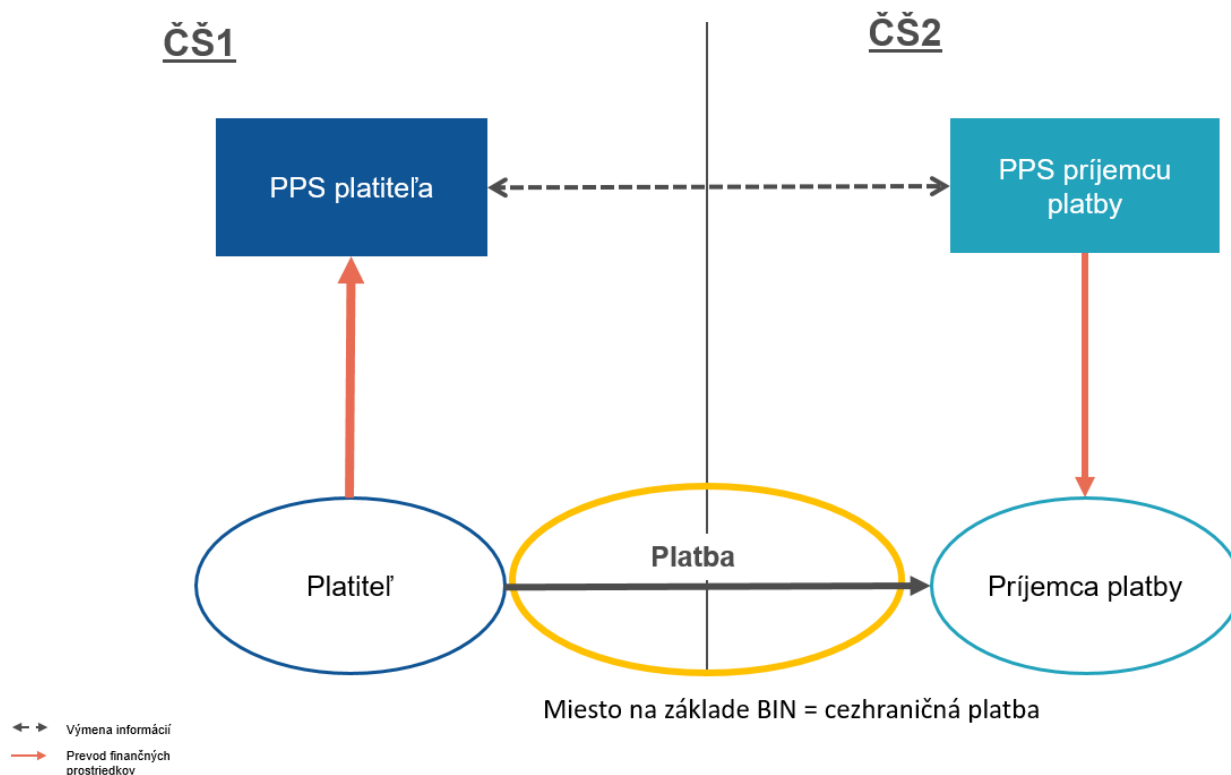 ČŠ1
ČŠ2
PPS platiteľa
PPS príjemcu
platby
Platba
Platiteľ
Príjemca platby
Miesto na základe BIN = cezhraničná platba
Výmena informácií
Prevod finančných
prostriedkov